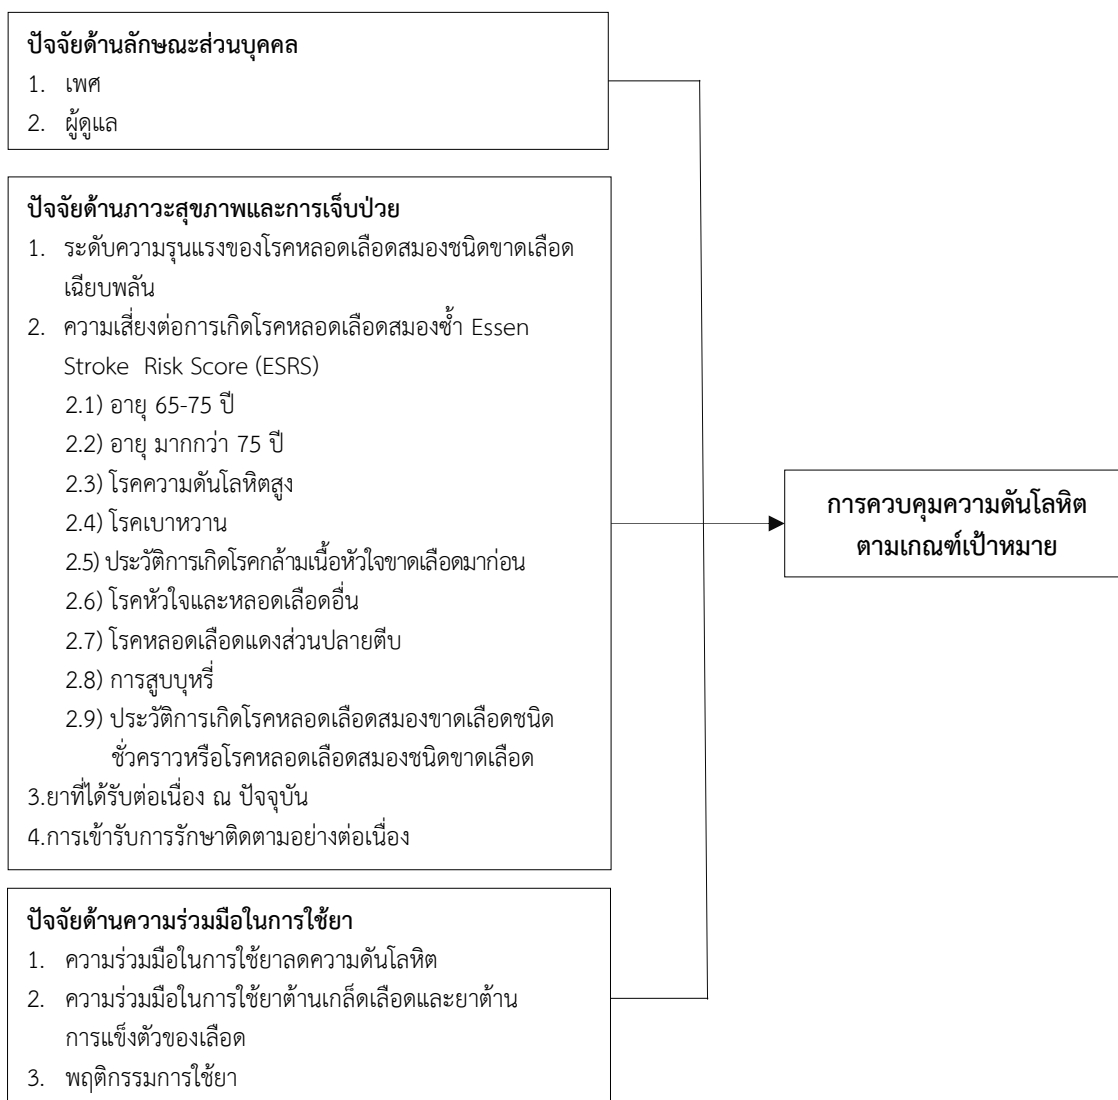 ปัจจัยด้านลักษณะส่วนบุคคล
1. เพศ
2. ผู้ดูแล
ปัจจัยด้านภาวะสุขภาพและการเจ็บป่วย
1. ระดับความรุนแรงของโรคหลอดเลือดสมองชนิดขาดเลือด
เฉียบพลัน
2. ความเสี่ยงต่อการเกิดโรคหลอดเลือดสมองซ้ำ Essen
Stroke Risk Score (ESRS)
2.1) อายุ 65-75 ปี
2.2) อายุ มากกว่า 75 ปี
2.3) โรคความดันโลหิตสูง
2.4) โรคเบาหวาน
2.5) ประวัติการเกิดโรคกล้ามเนื้อหัวใจขาดเลือดมาก่อน
2.6) โรคหัวใจและหลอดเลือดอื่น
2.7) โรคหลอดเลือดแดงส่วนปลายตีบ
2.8) การสูบบุหรี่
2.9) ประวัติการเกิดโรคหลอดเลือดสมองขาดเลือดชนิด
ชั่วคราวหรือโรคหลอดเลือดสมองชนิดขาดเลือด
3.ยาที่ได้รับต่อเนื่อง ณ ปัจจุบัน
4.การเข้ารับการรักษาติดตามอย่างต่อเนื่อง
ปัจจัยด้านความร่วมมือในการใช้ยา
1. ความร่วมมือในการใช้ยาลดความดันโลหิต
2. ความร่วมมือในการใช้ยาต้านเกล็ดเลือดและยาต้าน
การแข็งตัวของเลือด
3. พฤติกรรมการใช้ยา
การควบคุมความดันโลหิต
ตามเกณฑ์เป้าหมาย